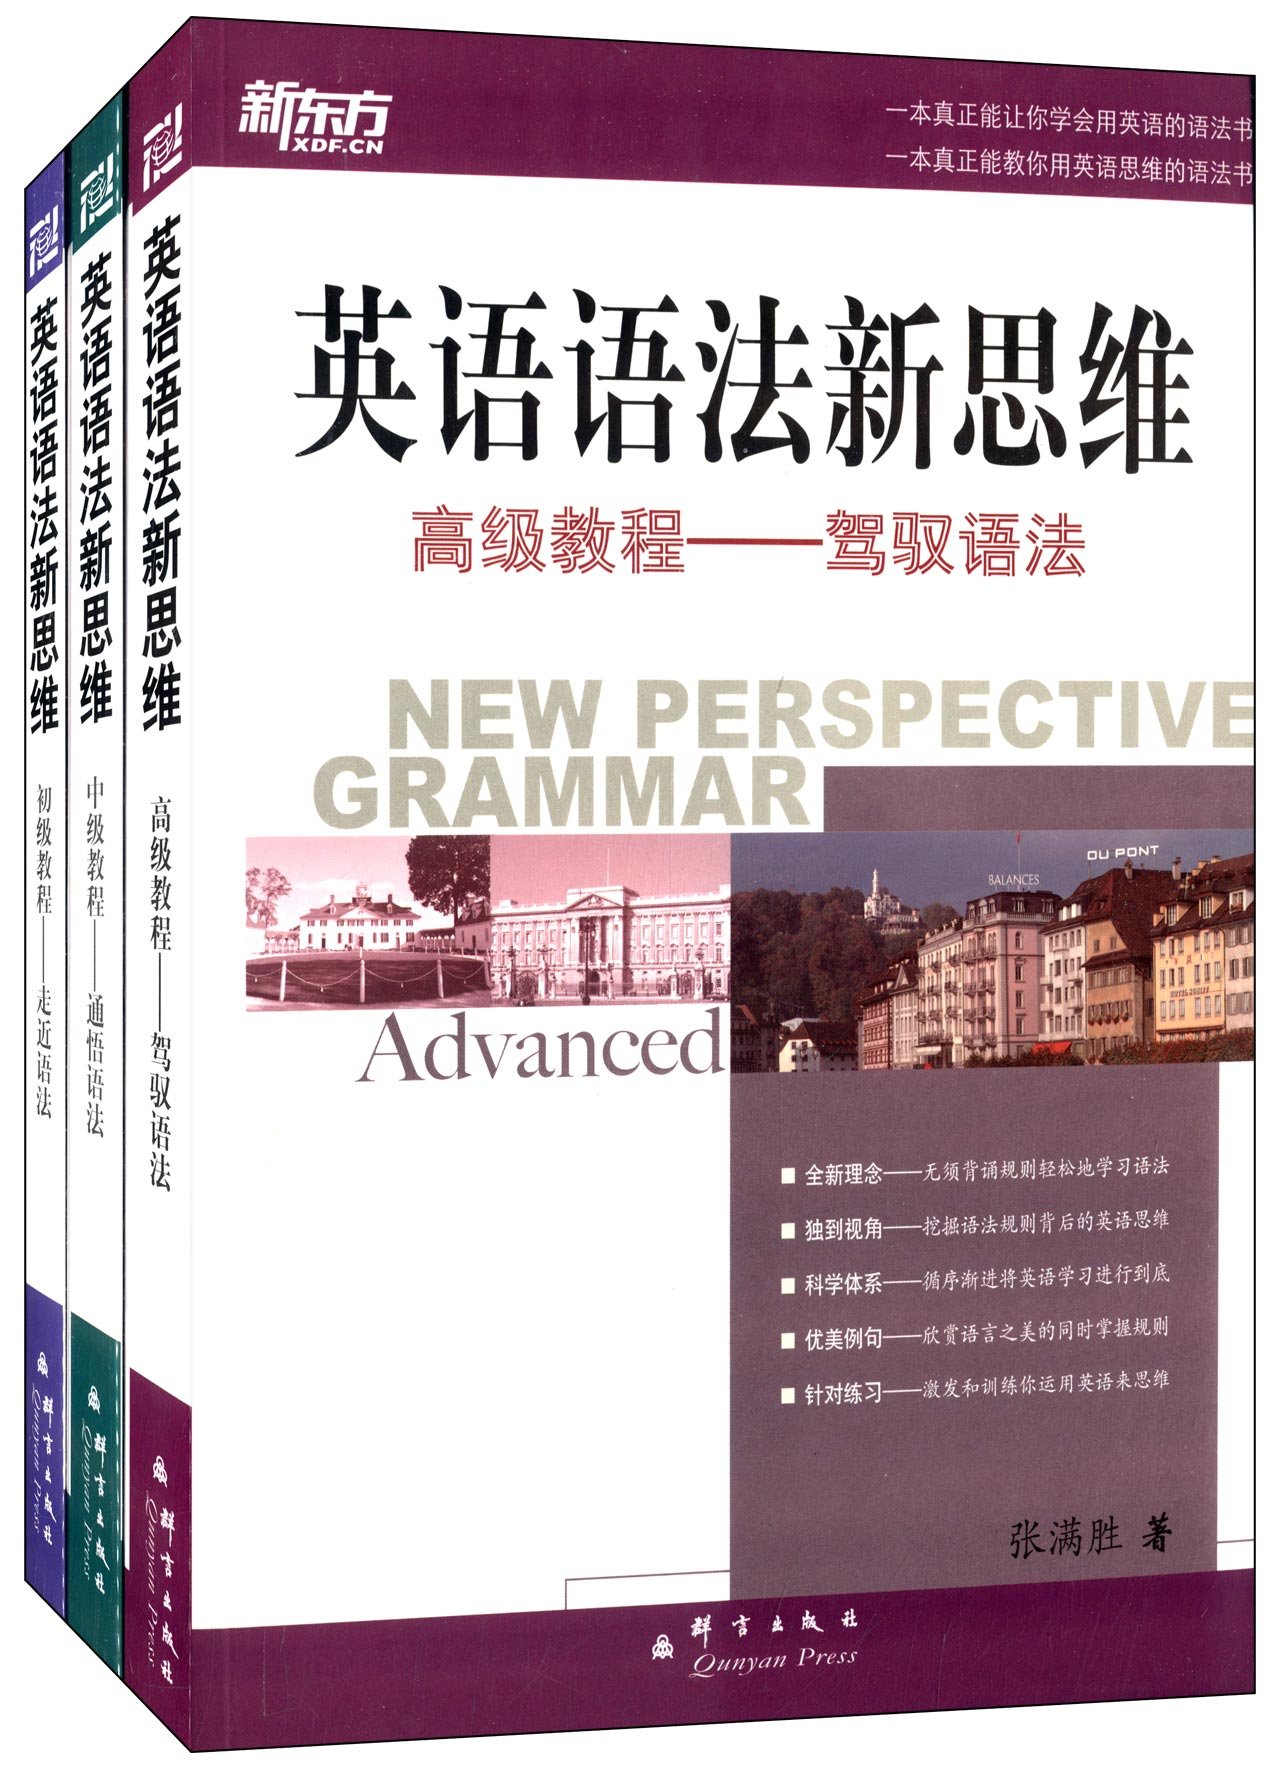 新东方
XDF.CN
一本真正能让你学会用英语的语法书
一本真正能教你用英语思维的语法书
英语语法新思维
高级教程——驾驭语法
NEW PERSPECTIVE
GRAMMAR
DU PONT
BALANCES
Advanced
■ 全新理念——无须背诵规则轻松地学习语法
■ 独到视角——挖掘语法规则背后的英语思维
■ 科学体系——循序渐进将英语学习进行到底
■ 优美例句——欣赏语言之美的同时掌握规则
■ 针对练习——激发和训练你运用英语来思维
张满胜 著
群言出版社
Qunyan Press
英语语法新思维
初级教程——走近语法
群言出版社
Qunyan Press
英语语法新思维
中级教程——通悟语法
群言出版社
Qunyan Press
英语语法新思维
高级教程——驾驭语法
群言出版社
Qunyan Press